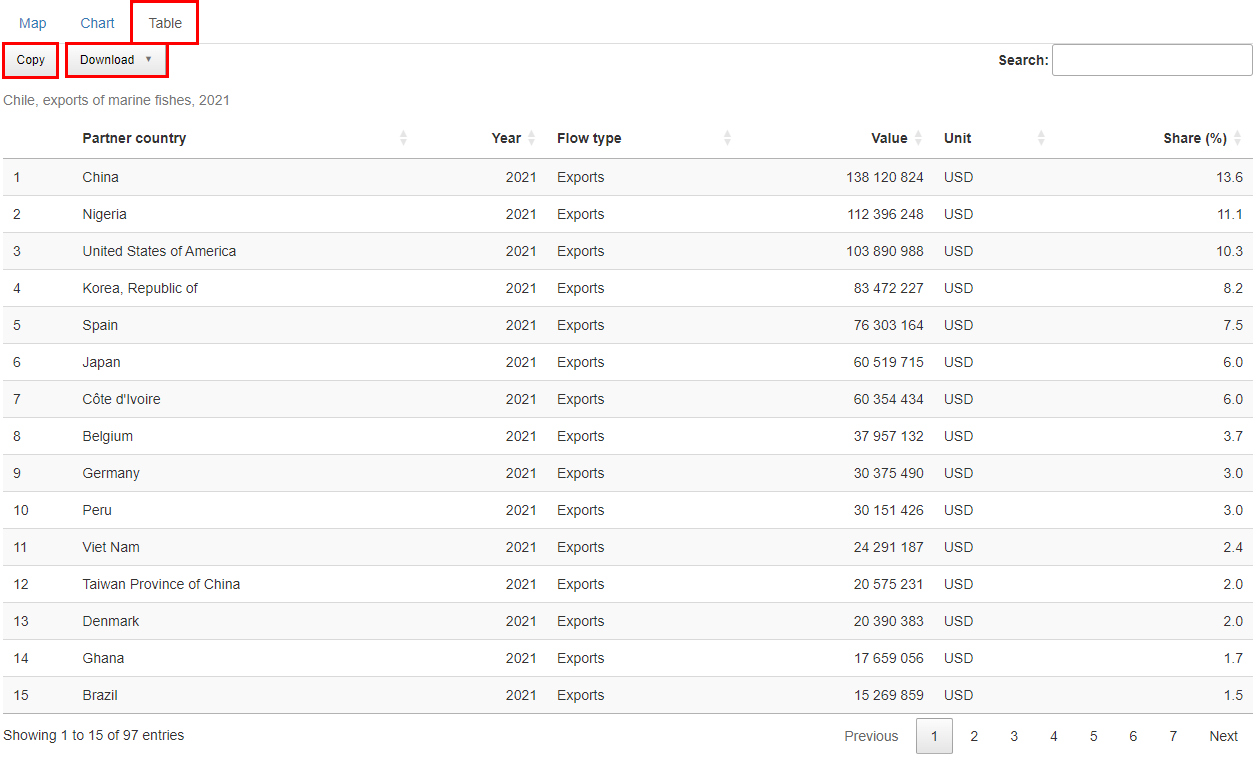 Map Chart Table
Copy Download ▼ Search:
Chile, exports of marine fishes, 2021
Partner country Year Flow type Value Unit Share (%)
1 China 2021 Exports 138 120 824 USD 13.6
2 Nigeria 2021 Exports 112 396 248 USD 11.1
3 United States of America 2021 Exports 103 890 988 USD 10.3
4 Korea, Republic of 2021 Exports 83 472 227 USD 8.2
5 Spain 2021 Exports 76 303 164 USD 7.5
6 Japan 2021 Exports 60 519 715 USD 6.0
7 Côte d'Ivoire 2021 Exports 60 354 434 USD 6.0
8 Belgium 2021 Exports 37 957 132 USD 3.7
9 Germany 2021 Exports 30 375 490 USD 3.0
10 Peru 2021 Exports 30 151 426 USD 3.0
11 Viet Nam 2021 Exports 24 291 187 USD 2.4
12 Taiwan Province of China 2021 Exports 20 575 231 USD 2.0
13 Denmark 2021 Exports 20 390 383 USD 2.0
14 Ghana 2021 Exports 17 659 056 USD 1.7
15 Brazil 2021 Exports 15 269 859 USD 1.5
Showing 1 to 15 of 97 entries Previous 1 2 3 4 5 6 7 Next